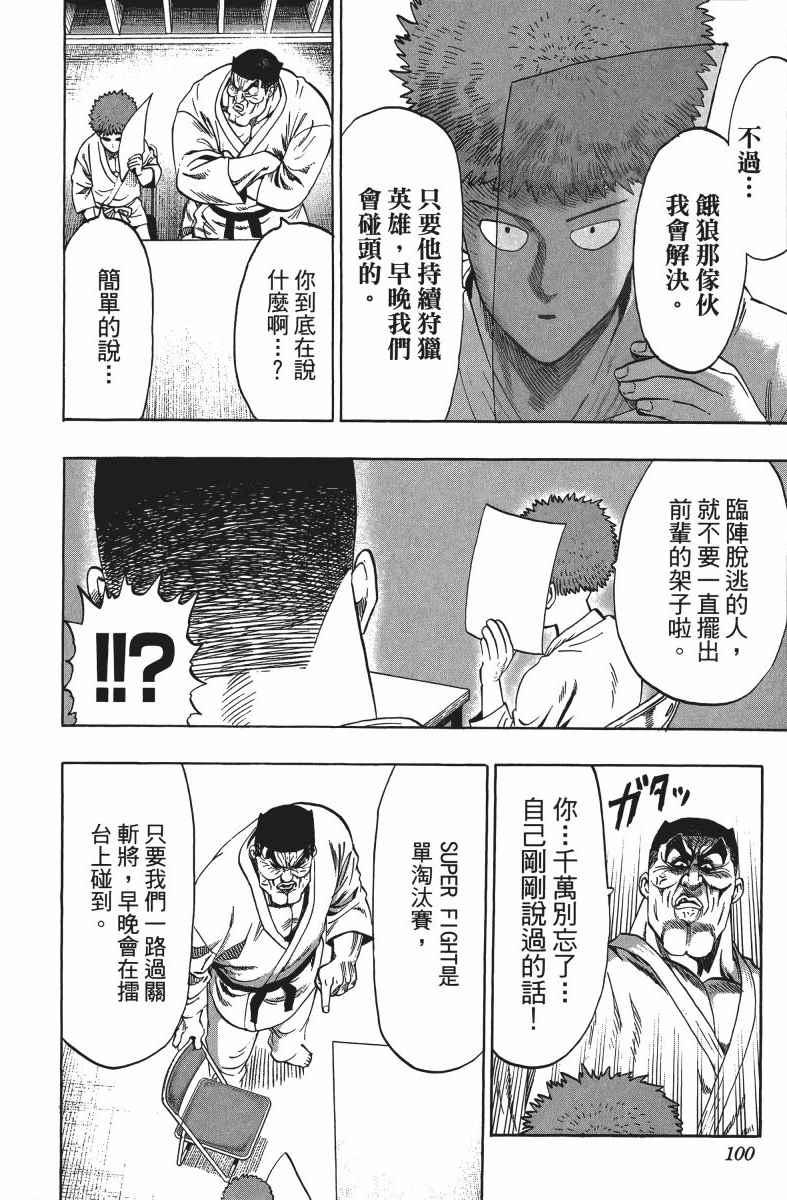 不過…
餓狼那傢伙
我會解決。
只要他持續狩獵
英雄，早晚我們
會碰頭的。
你到底在說
什麼啊…？
簡單的說…
臨陣脫逃的人，
就不要一直擺出
前輩的架子啦。
!!?
ガタッ
你…千萬別忘了…
自己剛剛說過的話！
SUPER FIGHT是
單淘汰賽，
只要我們一路過關
斬將，早晚會在擂
台上碰到。
100